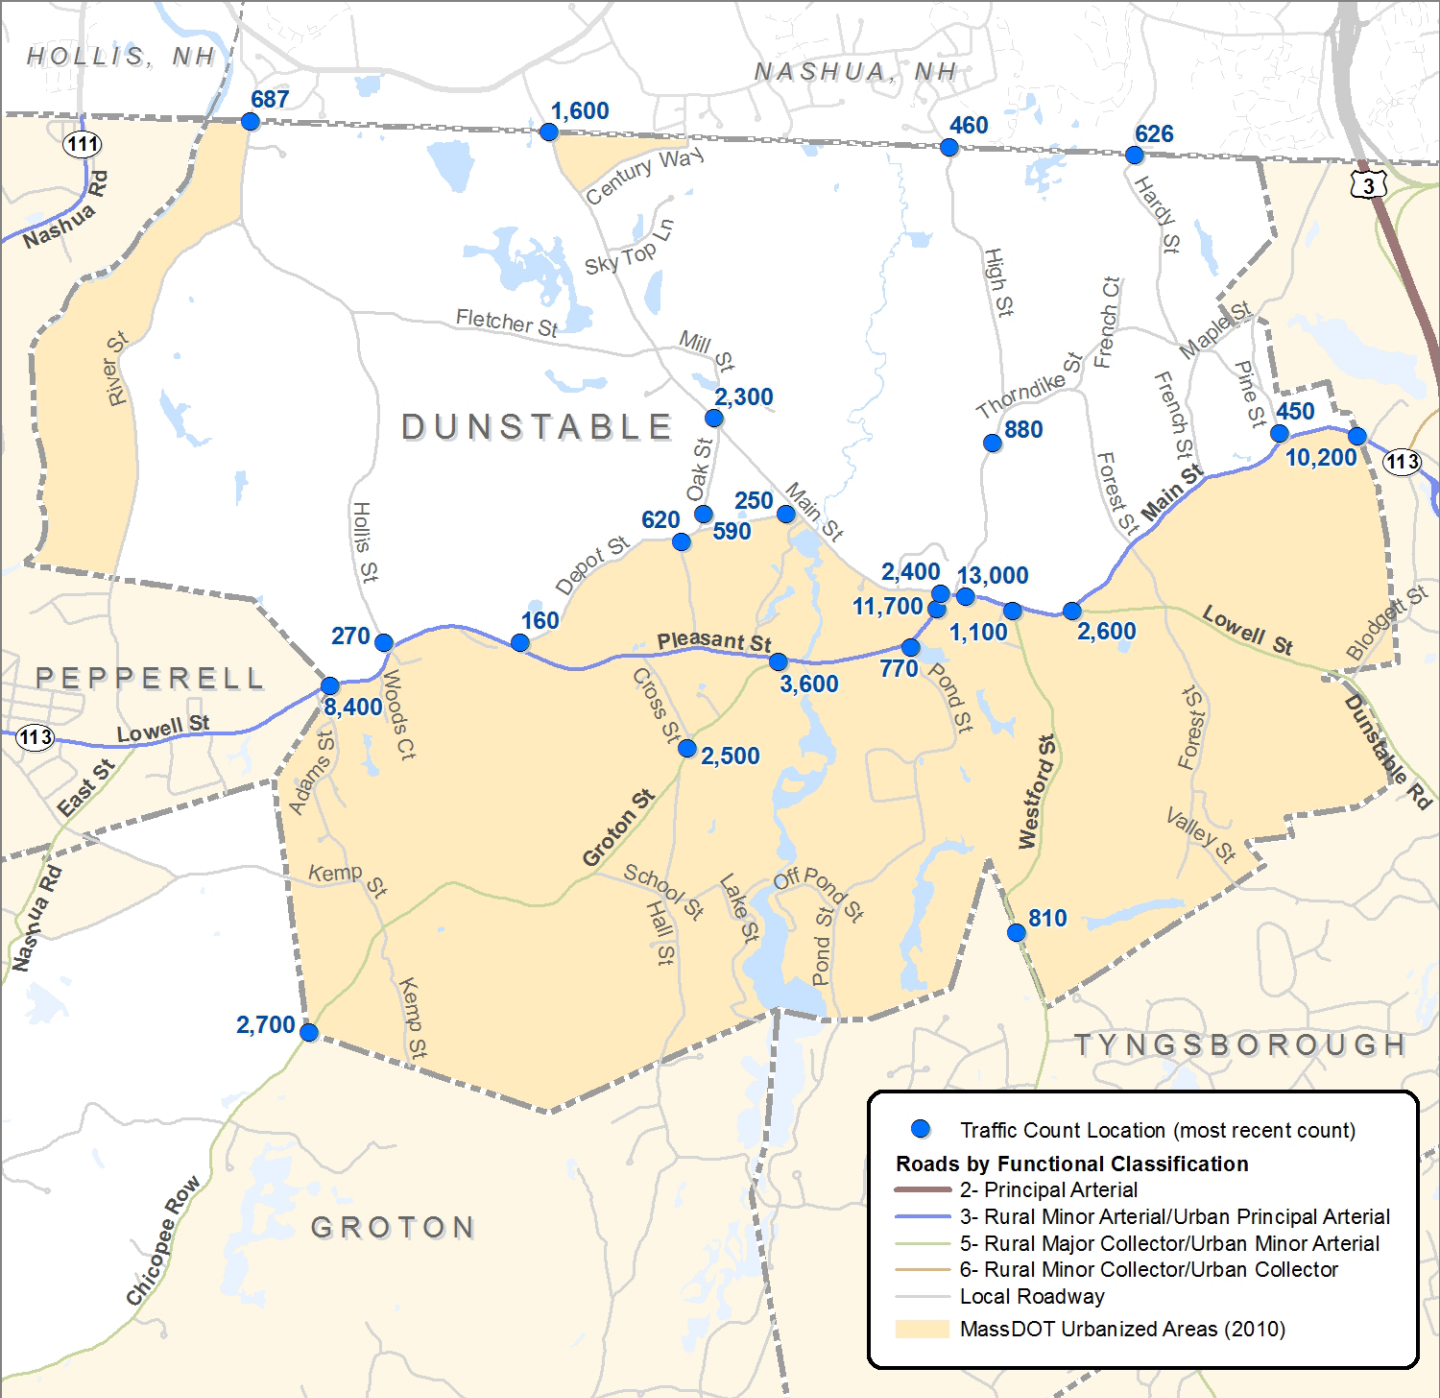 HOLLIS, NH
NASHUA, NH
687
1,600
460
626
111
3
Nashua Rd
Century Way
Hardy St
Sky Top Ln
High St
French Ct
Maple St
Fletcher St
Mill St
River St
Thorndike St
Pine St
French St
2,300
DUNSTABLE
880
450
10,200
113
Oak St
Main St
Forest St
Main St
250
620
590
Hollis St
Depot St
2,400
13,000
11,700
1,100
2,600
Lowell St
Blodgett St
160
270
Pleasant St
770
3,600
PEPPERELL
8,400
Woods Ct
Cross St
Pond St
Forest St
Dunstable Rd
113
Lowell St
East St
Adams St
2,500
Westford St
Groton St
Valley St
Kemp St
School St
Hall St
Lake St
Off Pond St
Pond St
810
Nashua Rd
Kemp St
2,700
TYNGSBOROUGH
Chicopee Row
GROTON
Traffic Count Location (most recent count)
Roads by Functional Classification
2- Principal Arterial
3- Rural Minor Arterial/Urban Principal Arterial
5- Rural Major Collector/Urban Minor Arterial
6- Rural Minor Collector/Urban Collector
Local Roadway
MassDOT Urbanized Areas (2010)